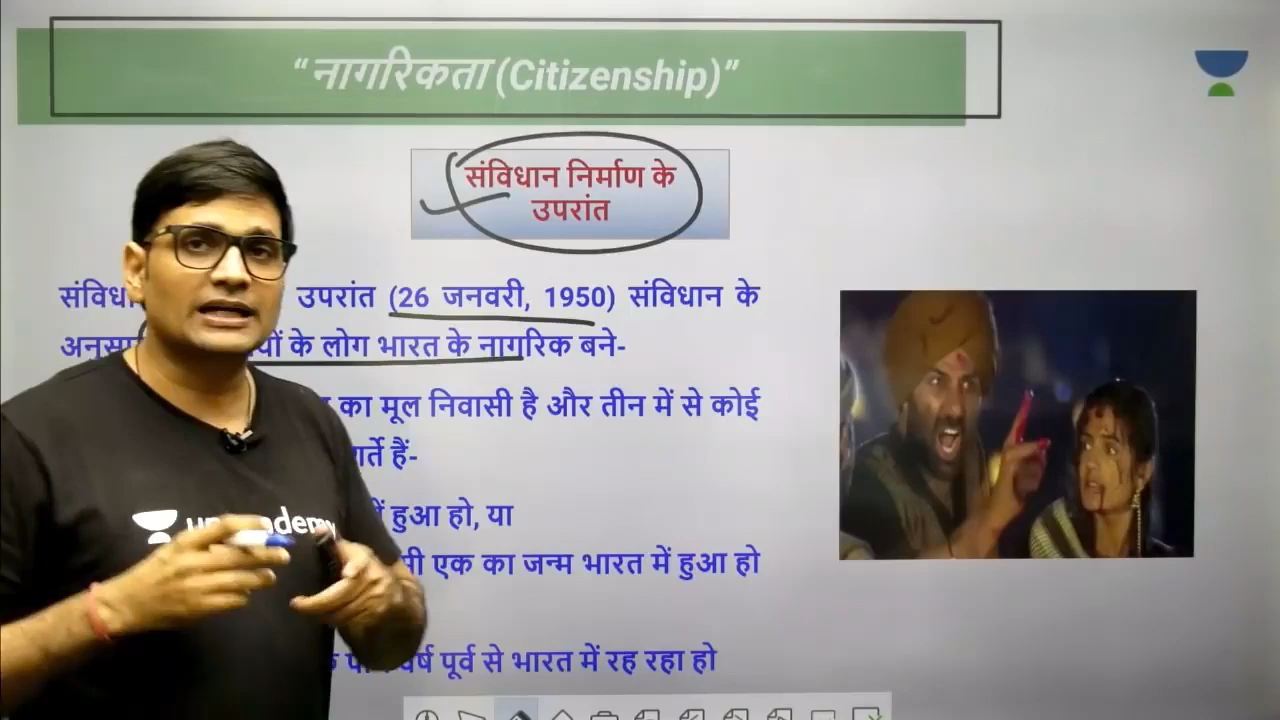 “नागरिकता (Citizenship)”
संविधान निर्माण के
उपरांत
उपरांत (26 जनवरी, 1950) संविधान के
के लोग भारत के नागरिक बने-
का मूल निवासी है और तीन में से कोई
हैं-
हुआ हो, या
एक का जन्म भारत में हुआ हो
वर्ष पूर्व से भारत में रह रहा हो